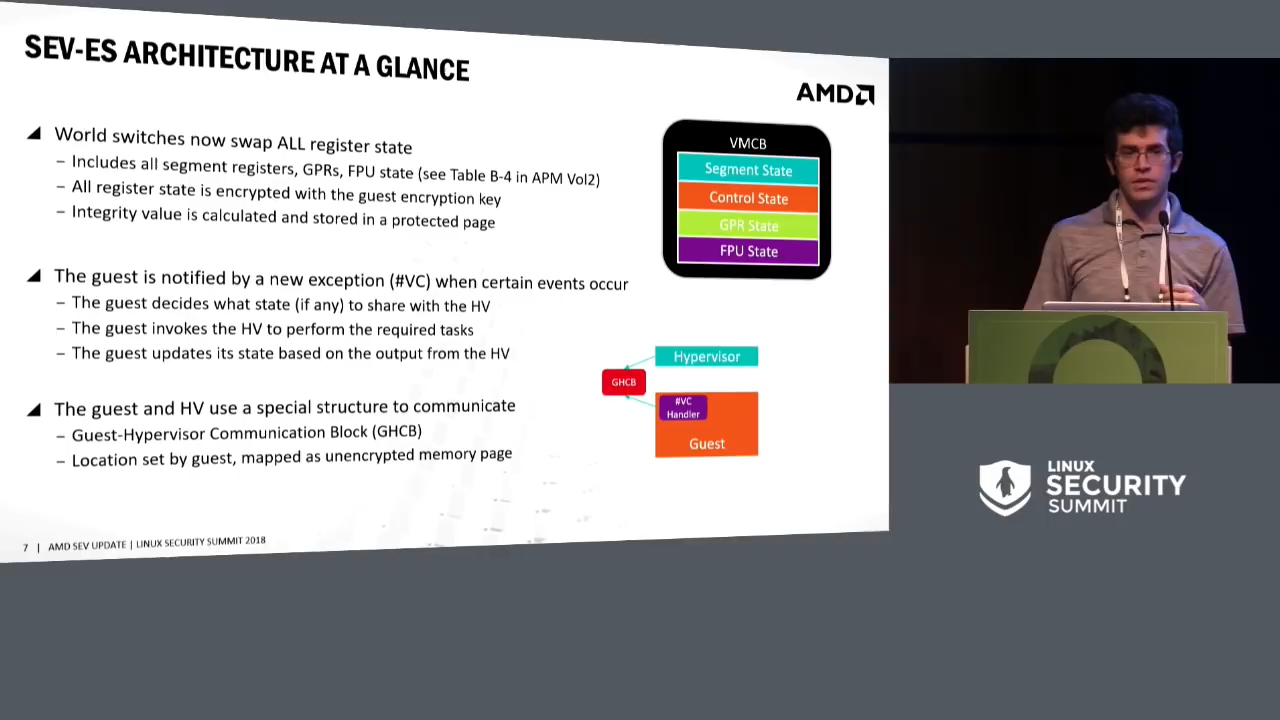 SEV-ES ARCHITECTURE AT A GLANCE
AMD
World switches now swap ALL register state
– Includes all segment registers, GPRs, FPU state (see Table B-4 in APM Vol2)
– All register state is encrypted with the guest encryption key
– Integrity value is calculated and stored in a protected page
The guest is notified by a new exception (#VC) when certain events occur
– The guest decides what state (if any) to share with the HV
– The guest invokes the HV to perform the required tasks
– The guest updates its state based on the output from the HV
The guest and HV use a special structure to communicate
– Guest-Hypervisor Communication Block (GHCB)
– Location set by guest, mapped as unencrypted memory page
VMCB
Segment State
Control State
GPR State
FPU State
Hypervisor
GHCB
#VC
Handler
Guest
7 | AMD SEV UPDATE | LINUX SECURITY SUMMIT 2018
LINUX
SECURITY
SUMMIT